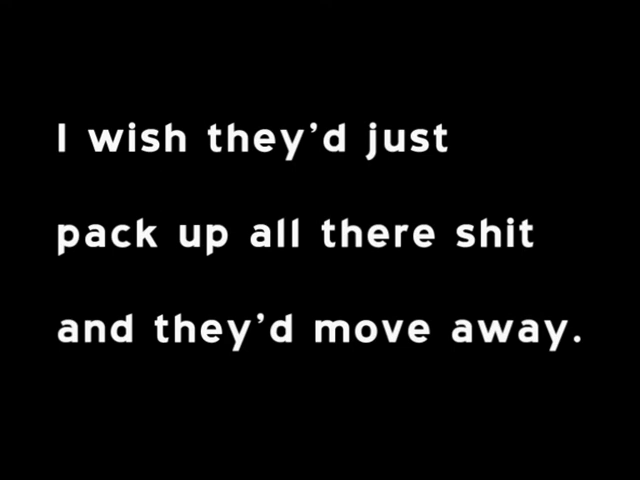 I wish they'd just
pack up all there shit
and they'd move away.